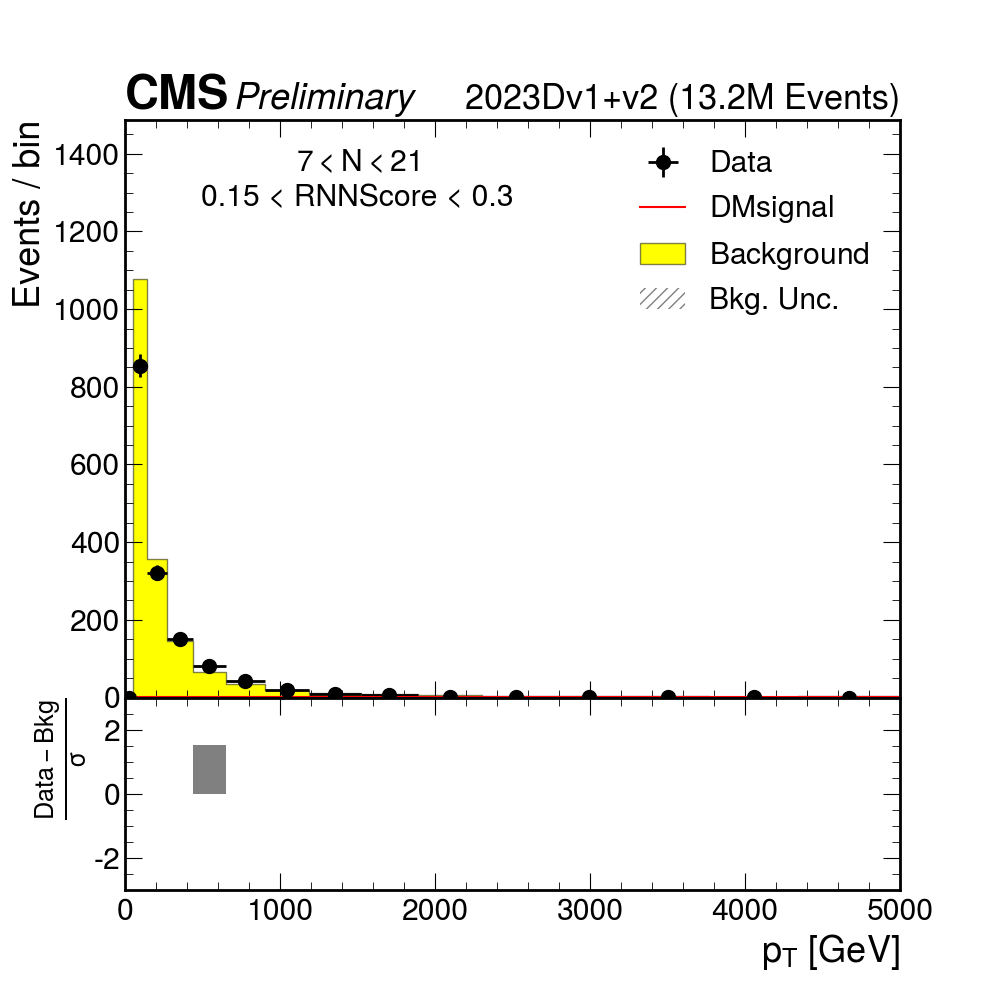 CMS Preliminary 2023Dv1+v2 (13.2M Events)
Events / bin
7 < N < 21
0.15 < RNNScore < 0.3
Data
DMsignal
Background
Bkg. Unc.
1400
1200
1000
800
600
400
200
0
Data – Bkg
σ
2
0
-2
0 1000 2000 3000 4000 5000
pT [GeV]